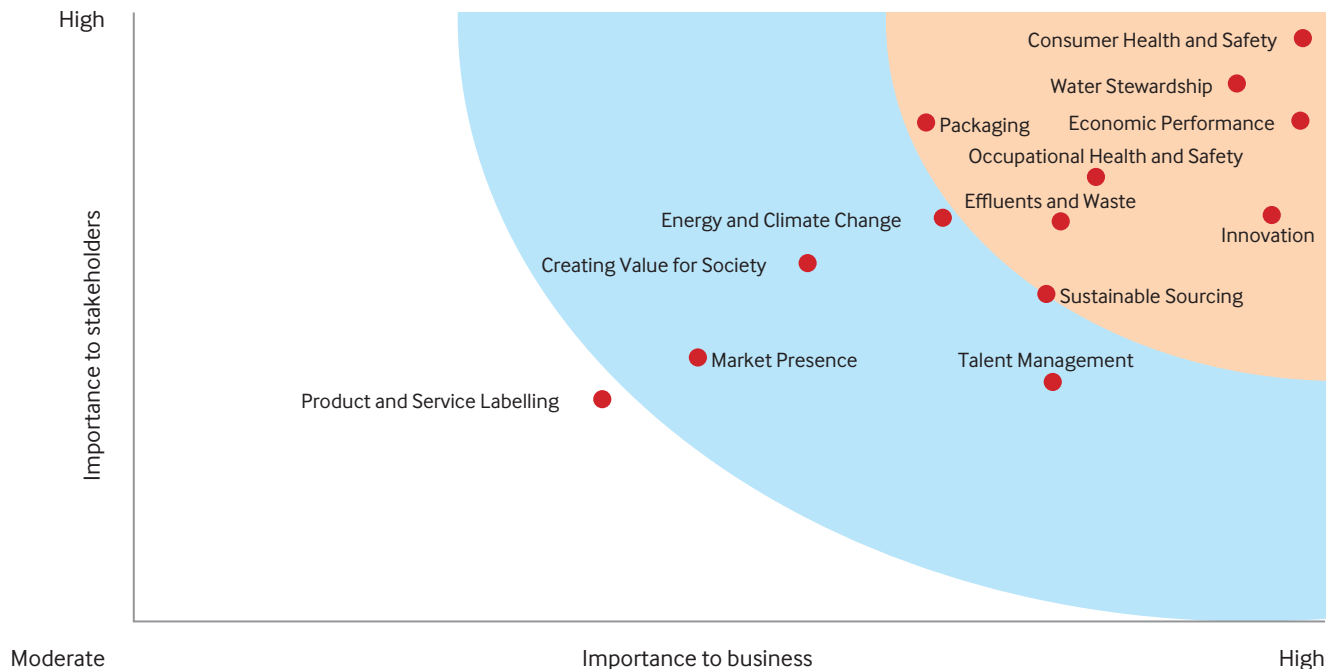 High
Consumer Health and Safety
Water Stewardship
Packaging
Economic Performance
Occupational Health and Safety
Effluents and Waste
Energy and Climate Change
Innovation
Creating Value for Society
Sustainable Sourcing
Market Presence
Talent Management
Product and Service Labelling
Importance to stakeholders
Moderate
Importance to business
High